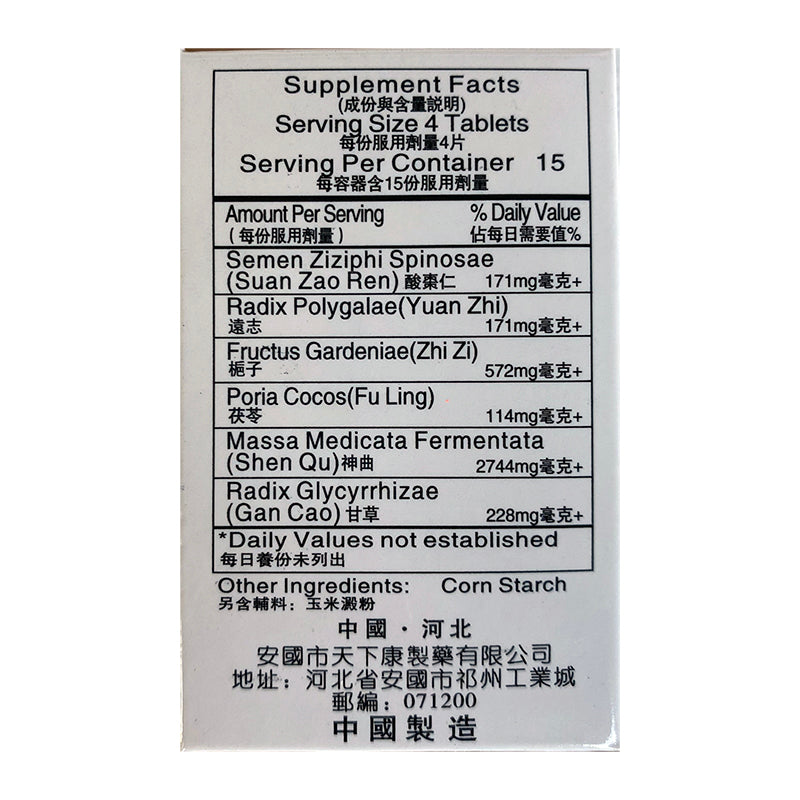 Supplement Facts
(成份與含量説明)
Serving Size 4 Tablets
每份服用劑量4片
Serving Per Container 15
每容器含15份服用劑量
Amount Per Serving % Daily Value
(每份服用劑量) 佔每日需要值%
Semen Ziziphi Spinosae
(Suan Zao Ren) 酸棗仁 171mg毫克+
Radix Polygalae(Yuan Zhi)
遠志 171mg毫克+
Fructus Gardeniae(Zhi Zi)
梔子 572mg毫克+
Poria Cocos(Fu Ling)
茯苓 114mg毫克+
Massa Medicata Fermentata
(Shen Qu)神曲 2744mg毫克+
Radix Glycyrrhizae
(Gan Cao) 甘草 228mg毫克+
*Daily Values not established
每日養份未列出
Other Ingredients: Corn Starch
另含輔料：玉米澱粉
中國·河北
安國市天下康製藥有限公司
地址：河北省安國市祁州工業城
郵編：071200
中國製造